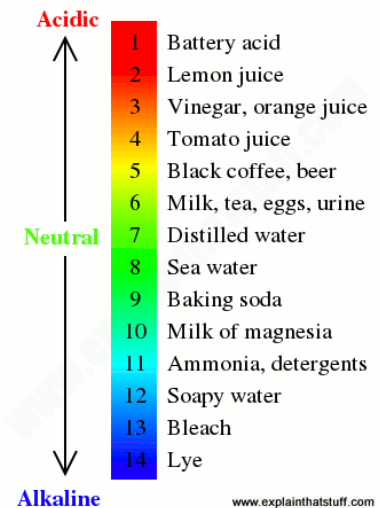 Acidic
1 Battery acid
2 Lemon juice
3 Vinegar, orange juice
4 Tomato juice
5 Black coffee, beer
6 Milk, tea, eggs, urine
Neutral 7 Distilled water
8 Sea water
9 Baking soda
10 Milk of magnesia
11 Ammonia, detergents
12 Soapy water
13 Bleach
14 Lye
Alkaline
www.explainthatstuff.com